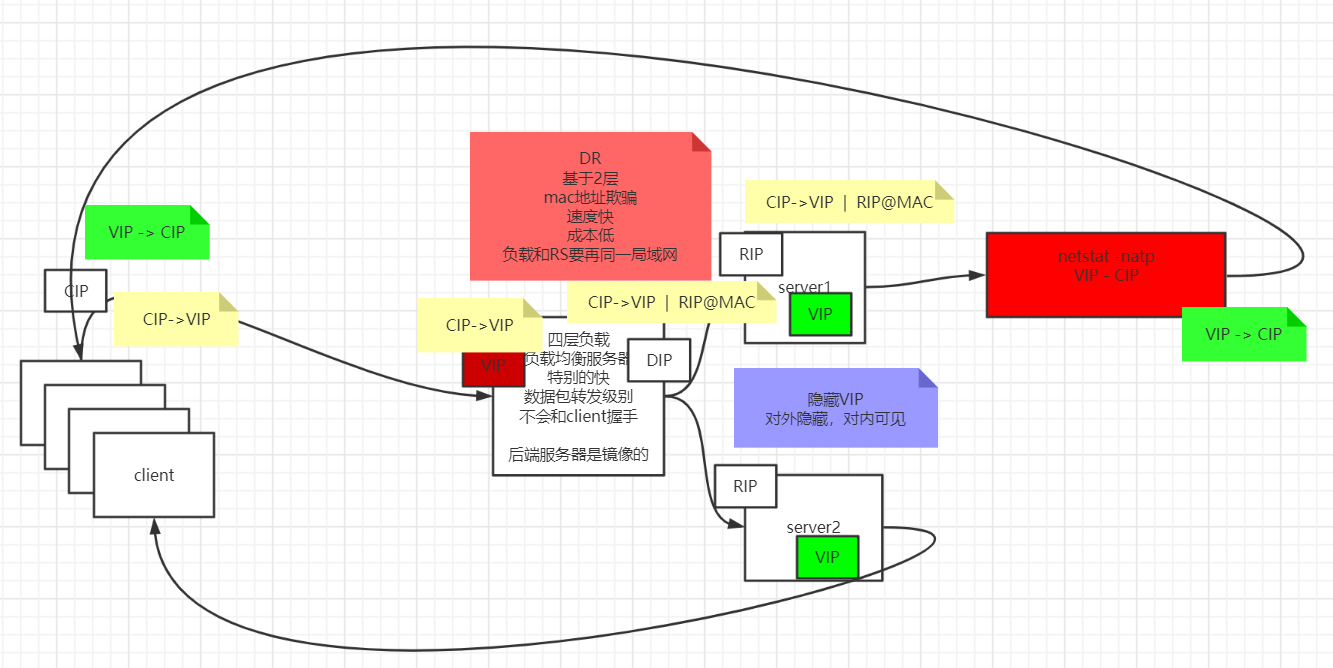 DR
基于2层
mac地址欺骗
速度快
成本低
负载和RS要再同一局域网
CIP->VIP | RIP@MAC
VIP -> CIP
RIP
netstat -natp
VIP - CIP
server1
CIP
CIP->VIP | RIP@MAC
VIP
CIP->VIP
CIP->VIP
VIP -> CIP
四层负载
负载均衡服务器
特别的快
数据包转发级别
不会和client握手
后端服务器是镜像的
VIP
DIP
隐藏VIP
对外隐藏，对内可见
client
RIP
server2
VIP